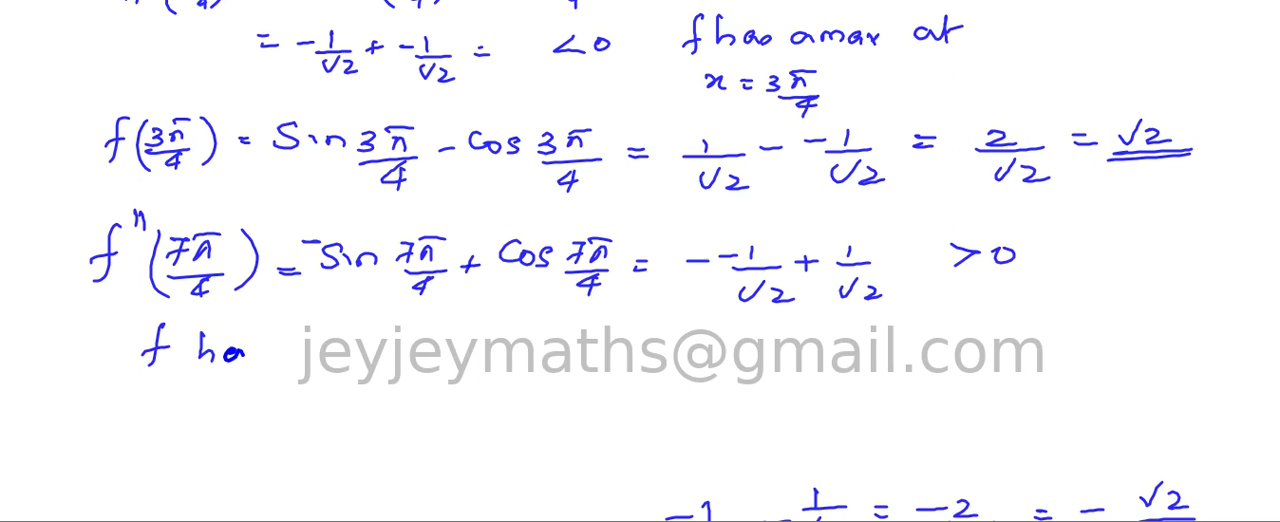 = -1/√2 + -1/√2 = <0 f has a max at
x = 3π/4
f(3π/4) = Sin 3π/4 - Cos 3π/4 = 1/√2 - -1/√2 = 2/√2 = √2
f"(7π/4) = -Sin 7π/4 + Cos 7π/4 = - -1/√2 + 1/√2 >0
f ha
jeyjeymaths@gmail.com
= -2 = - √2